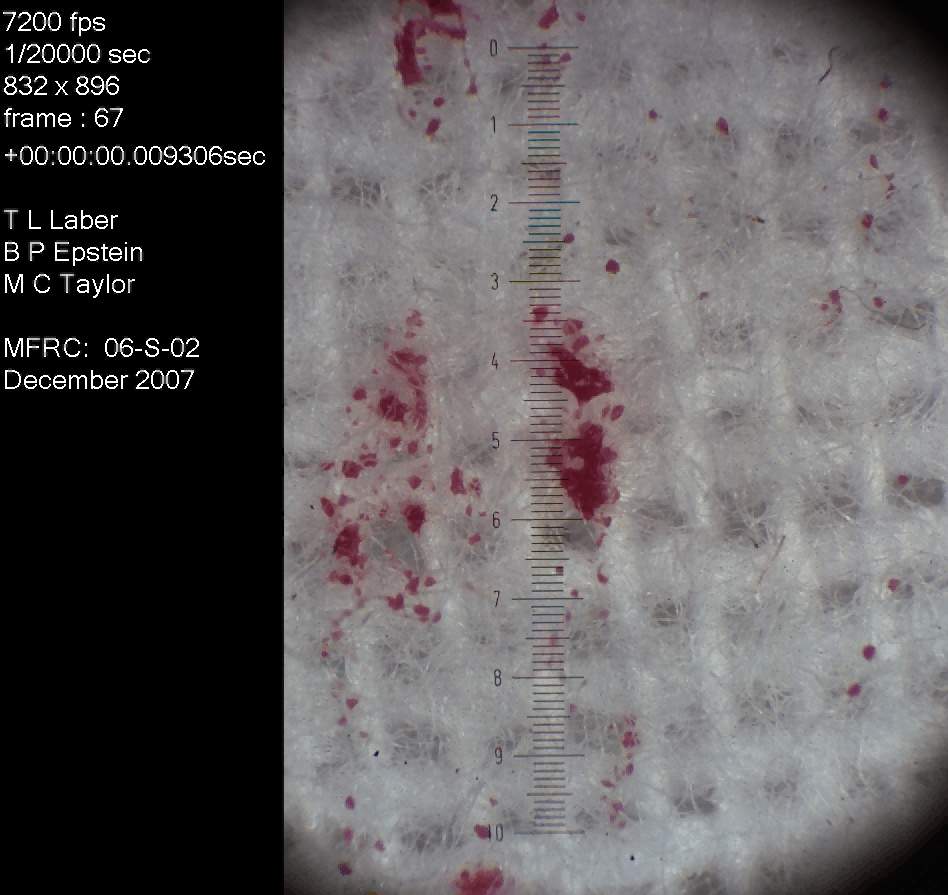 7200 fps
1/20000 sec
832 x 896
frame : 67
+00:00:00.009306sec
T L Laber
B P Epstein
M C Taylor
MFRC: 06-S-02
December 2007
0
1
2
3
4
5
6
7
8
9
10